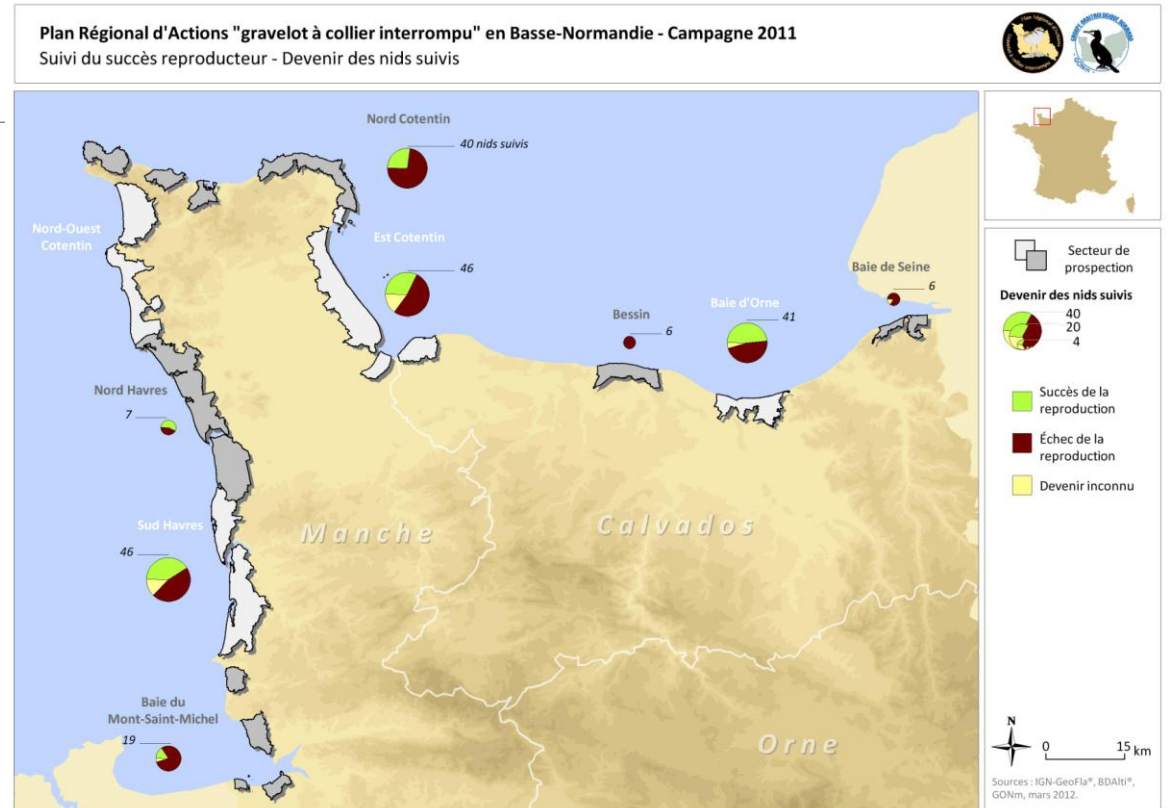 Plan Régional d'Actions "gravelot à collier interrompu" en Basse-Normandie - Campagne 2011
Suivi du succès reproducteur - Devenir des nids suivis
Nord Cotentin
40 nids suivis
Nord-Ouest
Cotentin
Est Cotentin
46
Baie de Seine
6
Baie d'Orne
41
Bessin
6
Nord Havres
7
Sud Havres
46
Manche
Calvados
Baie du
Mont-Saint-Michel
19
Orne
Secteur de
prospection
Devenir des nids suivis
40
20
4
Succès de la
reproduction
Échec de la
reproduction
Devenir inconnu
N
0 15 km
Sources : IGN-GeoFla®, BDAlti®,
GONm, mars 2012.